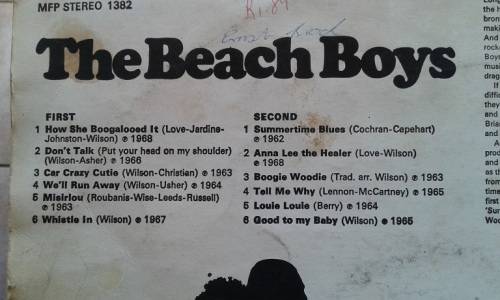 MFP STEREO 1382
R1.89
The Beach Boys
FIRST
1 How She Boogalooed It (Love-Jardine-
Johnston-Wilson) ℗ 1968
2 Don't Talk (Put your head on my shoulder)
(Wilson-Asher) ℗ 1966
3 Car Crazy Cutie (Wilson-Christian) ℗ 1963
4 We'll Run Away (Wilson-Usher) ℗ 1964
5 Misirlou (Roubanis-Wise-Leeds-Russell)
℗ 1963
6 Whistle In (Wilson) ℗ 1967
SECOND
1 Summertime Blues (Cochran-Cepehart)
℗ 1962
2 Anna Lee the Healer (Love-Wilson)
℗ 1968
3 Boogie Woodie (Trad. arr. Wilson) ℗ 1963
4 Tell Me Why (Lennon-McCartney) ℗ 1965
5 Louie Louie (Berry) ℗ 1964
6 Good to my Baby (Wilson) ℗ 1965